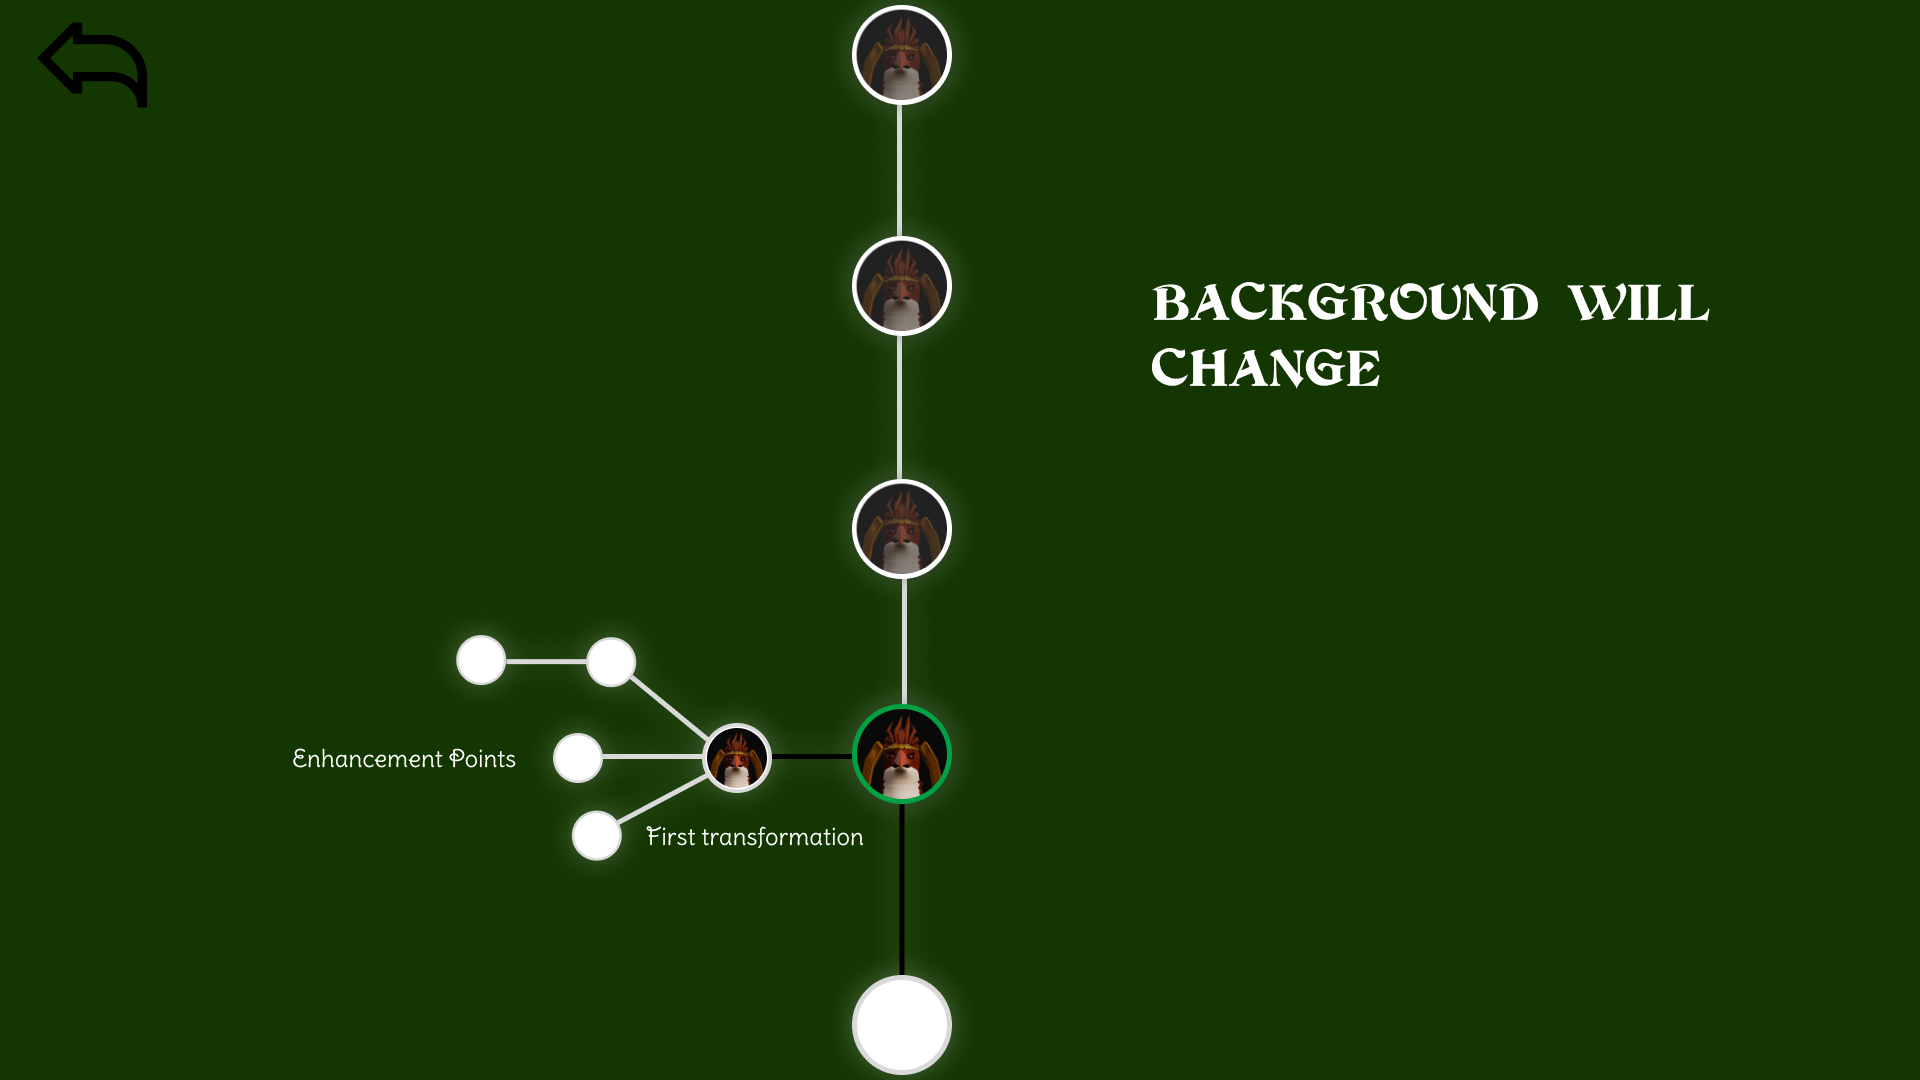 BACKGROUND WILL
CHANGE
Enhancement Points
First transformation